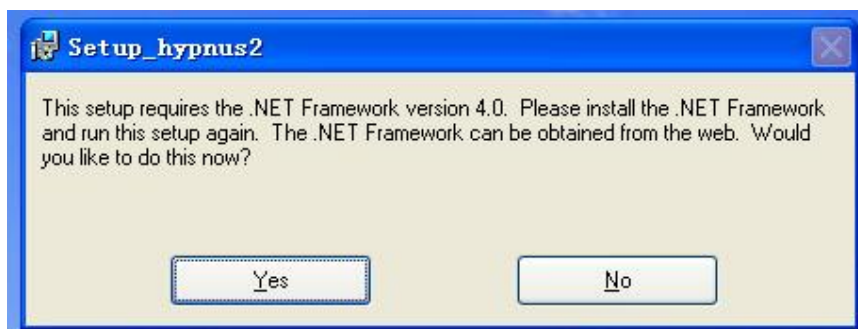 Setup_hypnus2
This setup requires the .NET Framework version 4.0.  Please install the .NET Framework
and run this setup again.  The .NET Framework can be obtained from the web.  Would
you like to do this now?
Yes
No